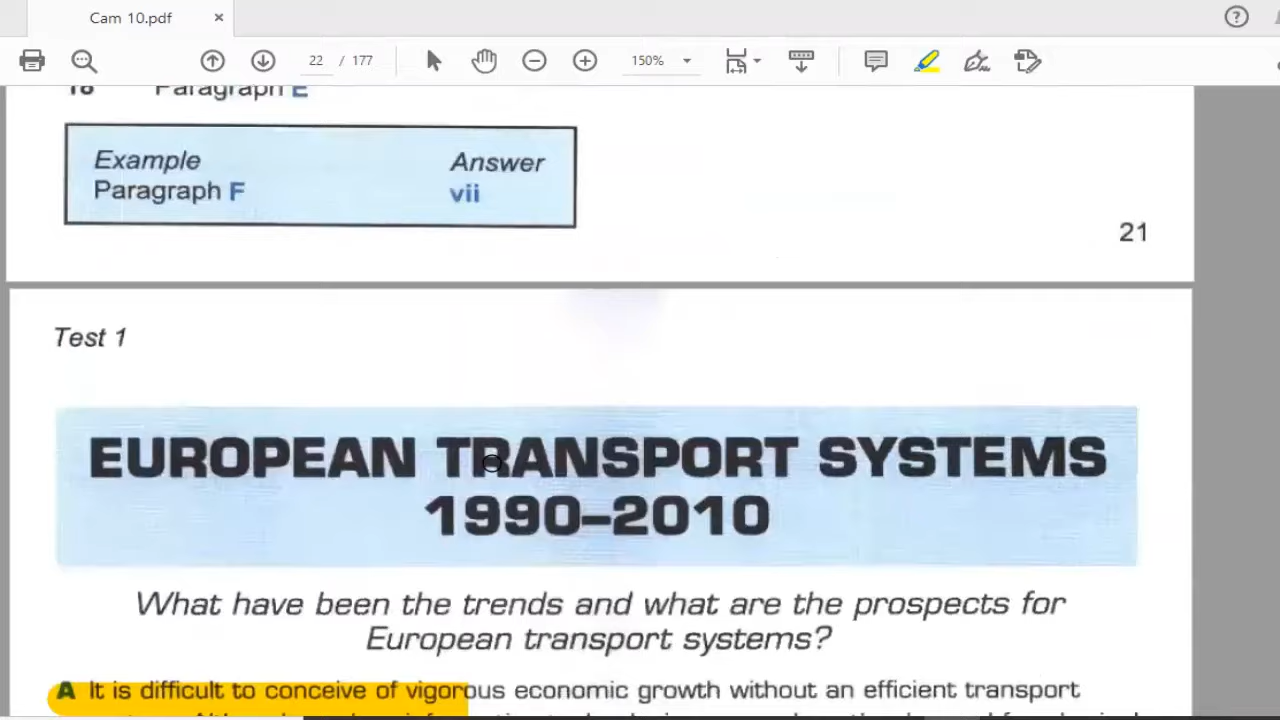 Cam 10.pdf ×
22 / 177 150%
18 Paragraph E
Example Answer
Paragraph F vii
21
Test 1
EUROPEAN TRANSPORT SYSTEMS
1990–2010
What have been the trends and what are the prospects for
European transport systems?
A It is difficult to conceive of vigorous economic growth without an efficient transport